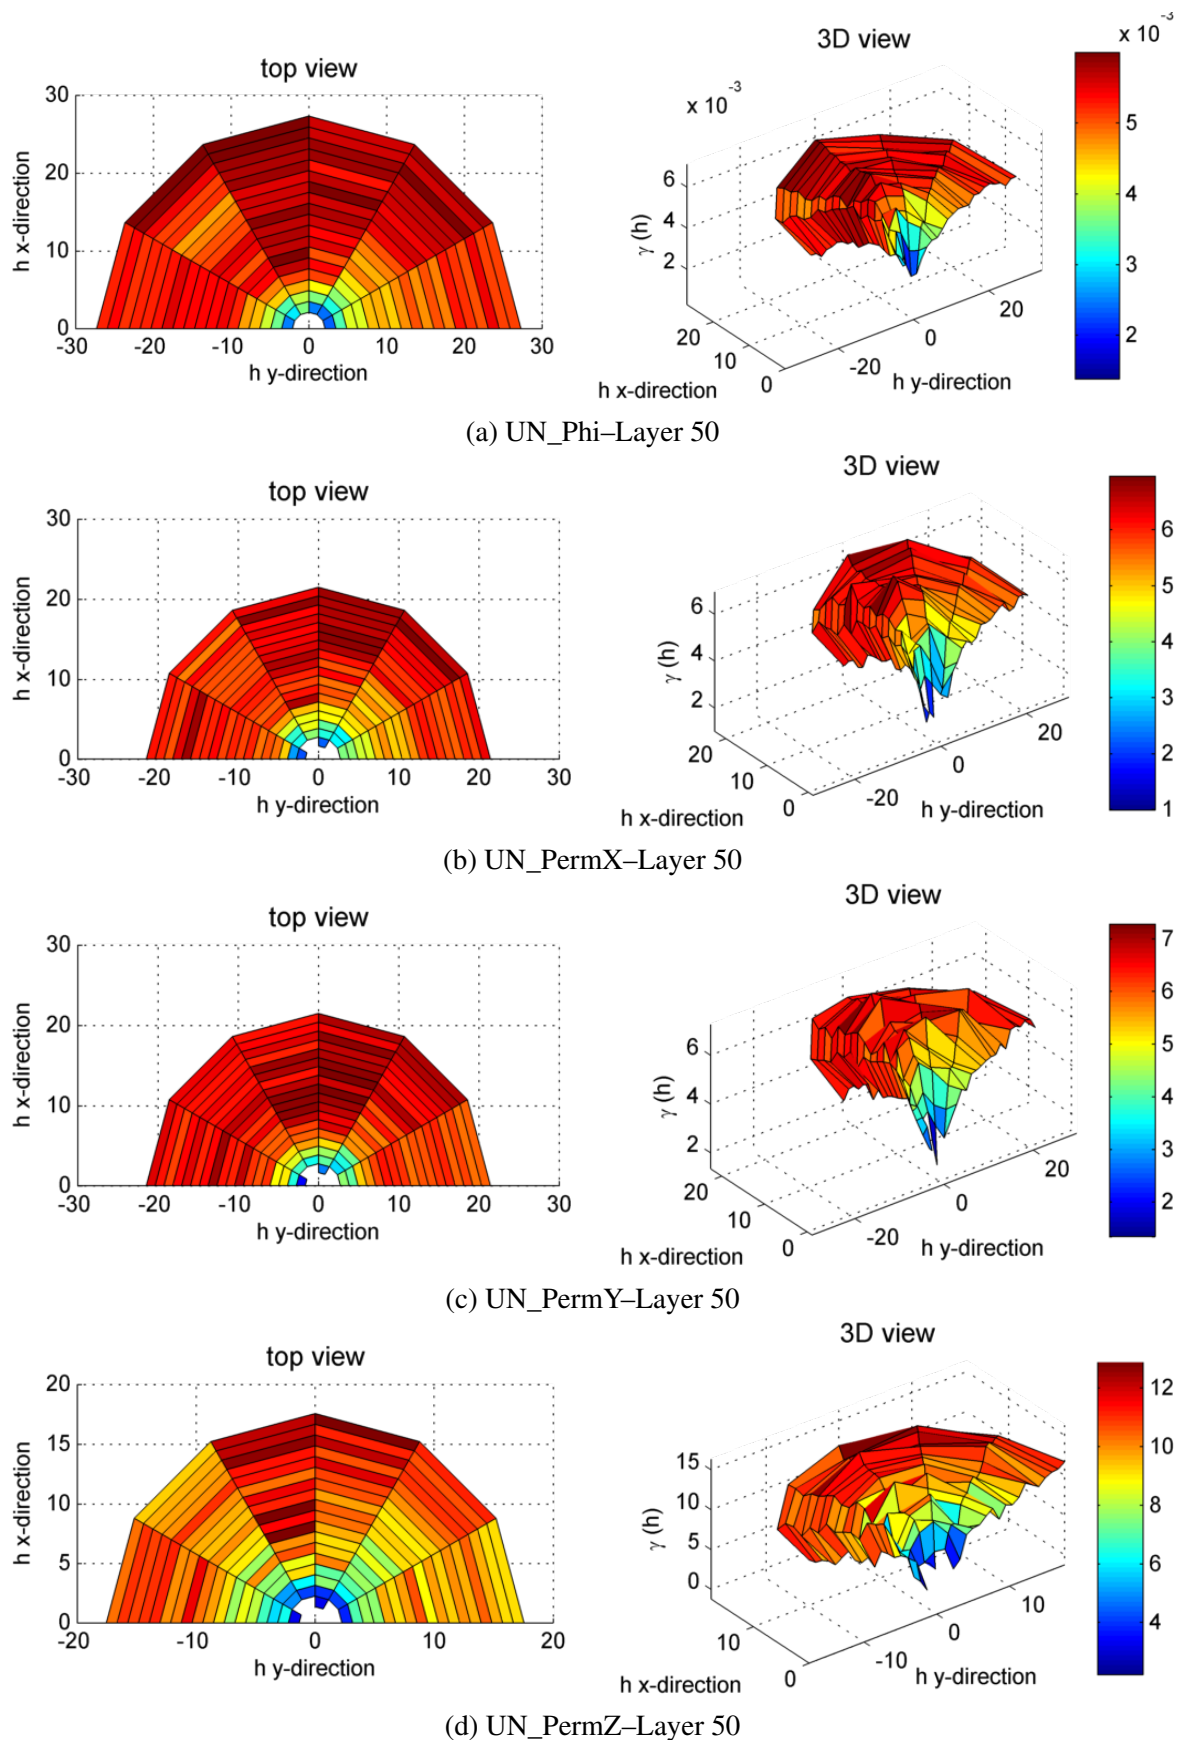 top view
30
20
10
0
-30 -20 -10 0 10 20 30
h x-direction
h y-direction
3D view
x 10⁻³
6
4
2
γ (h)
20
10
0
-20
0
20
h x-direction
h y-direction
x 10⁻³
5
4
3
2
(a) UN_Phi–Layer 50
top view
30
20
10
0
-30 -20 -10 0 10 20 30
h x-direction
h y-direction
3D view
6
4
2
γ (h)
20
10
0
-20
0
20
h x-direction
h y-direction
6
5
4
3
2
1
(b) UN_PermX–Layer 50
top view
30
20
10
0
-30 -20 -10 0 10 20 30
h x-direction
h y-direction
3D view
6
4
2
γ (h)
20
10
0
-20
0
20
h x-direction
h y-direction
7
6
5
4
3
2
(c) UN_PermY–Layer 50
top view
20
15
10
5
0
-20 -10 0 10 20
h x-direction
h y-direction
3D view
15
10
5
0
γ (h)
10
0
-10
0
10
h x-direction
h y-direction
12
10
8
6
4
(d) UN_PermZ–Layer 50